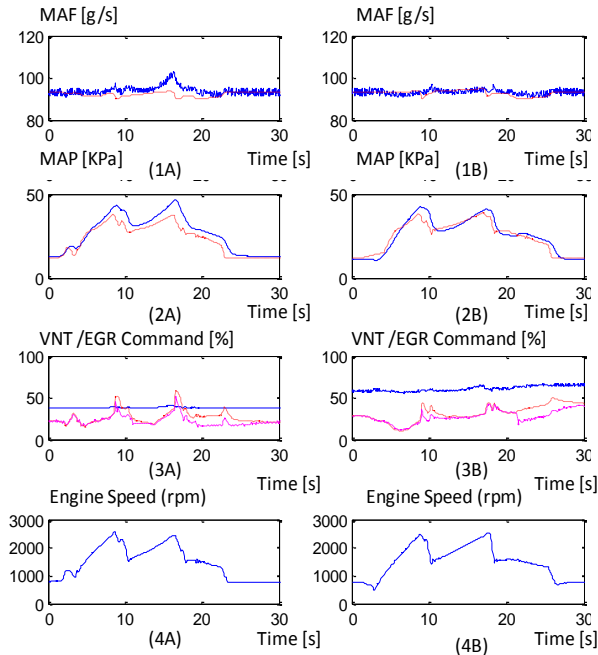 MAF [g/s]
MAF [g/s]
120
100
80
0 10 20 30
120
100
80
0 10 20 30
Time [s]
Time [s]
MAP [KPa]
(1A)
MAP [KPa]
(1B)
50
0
0 10 20 30
50
0
0 10 20 30
Time [s]
Time [s]
(2A)
(2B)
VNT /EGR Command [%]
VNT /EGR Command [%]
100
50
0
0 10 20 30
100
50
0
0 10 20 30
(3A)
Time [s]
(3B)
Time [s]
Engine Speed (rpm)
Engine Speed (rpm)
3000
2000
1000
0
0 10 20 30
3000
2000
1000
0
0 10 20 30
(4A)
Time [s]
(4B)
Time [s]